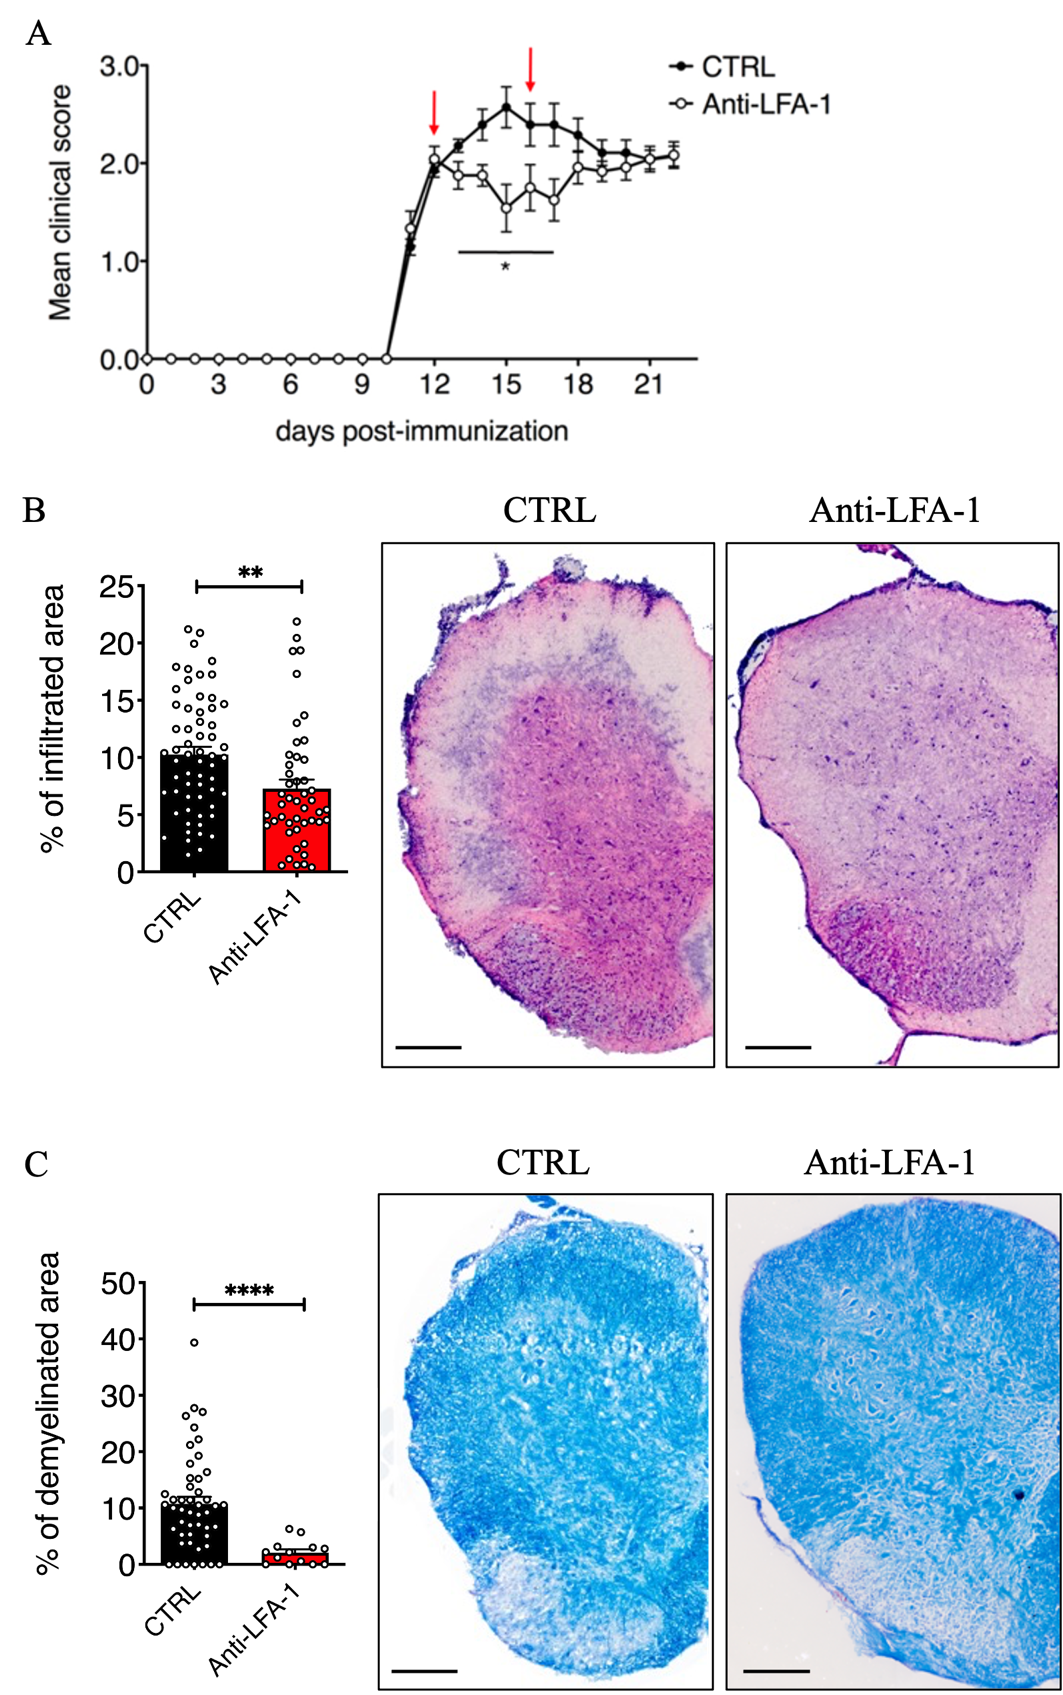 A
3.0
2.0
1.0
0.0
Mean clinical score
CTRL
Anti-LFA-1
*
0 3 6 9 12 15 18 21
days post-immunization
B
CTRL
Anti-LFA-1
**
25
20
15
10
5
0
% of infiltrated area
CTRL
Anti-LFA-1
C
CTRL
Anti-LFA-1
****
50
40
30
20
10
0
% of demyelinated area
CTRL
Anti-LFA-1